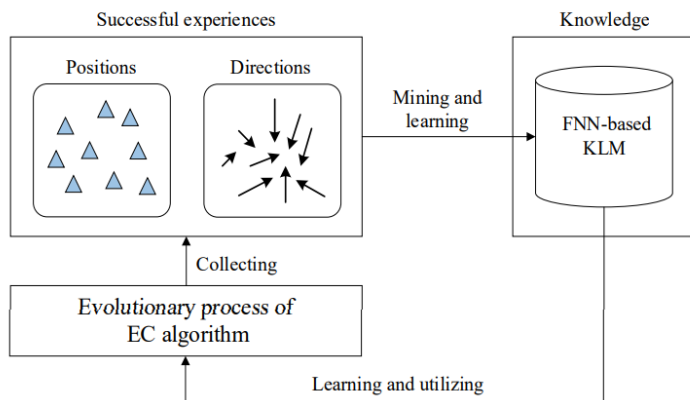 Successful experiences
Knowledge
Positions
Directions
Mining and
learning
FNN-based
KLM
Collecting
Evolutionary process of
EC algorithm
Learning and utilizing